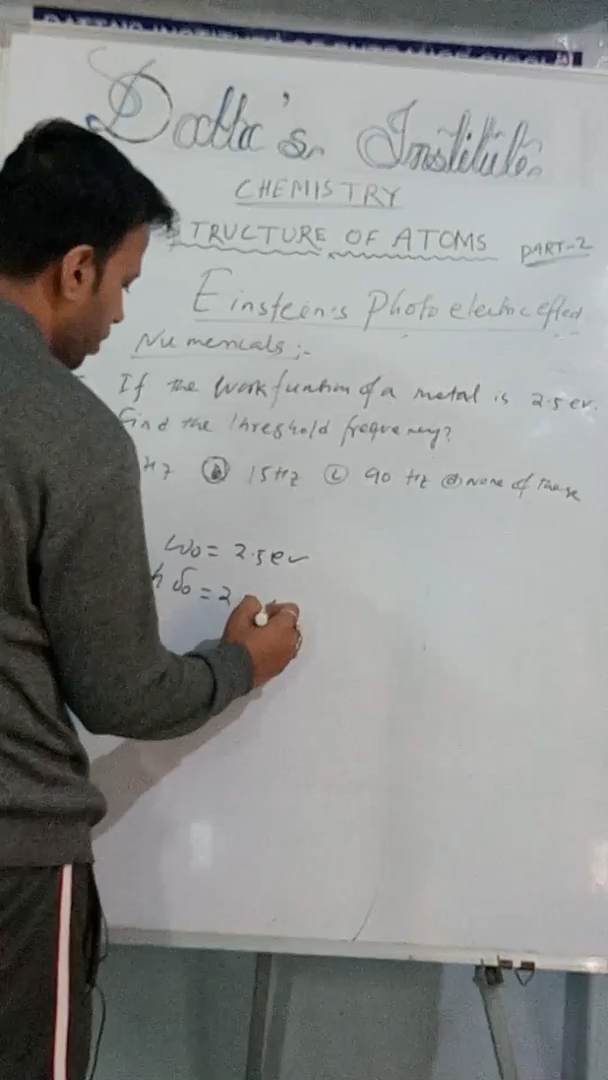 Dotta's Institute.
CHEMISTRY
STRUCTURE OF ATOMS PART-2
Einstein's Photo electric effect
Numericals:-
If the work function of a metal is 2.5 ev.
Find the threshold frequency?
Hz (b) 15Hz (c) 90 Hz (d) None of these
W₀ = 2.5 ev
h υ₀ = 2